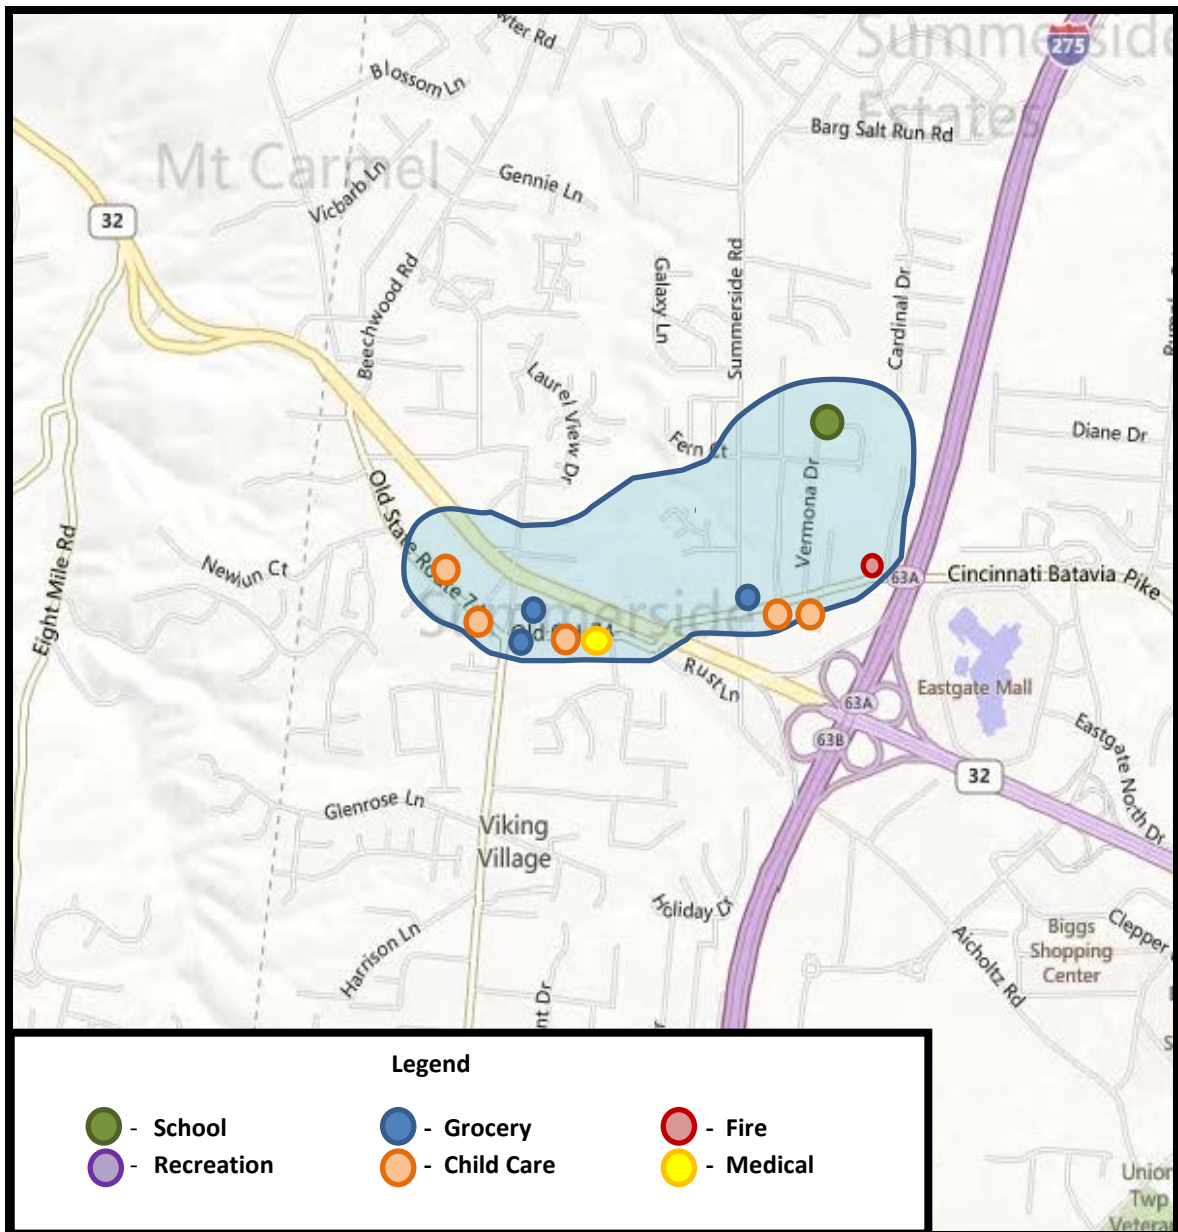 Summerside
Estates
275
Blossom Ln
Barg Salt Run Rd
Mt Carmel
Gennie Ln
Vicbarb Ln
32
Beechwood Rd
Galaxy Ln
Summerside Rd
Cardinal Dr
Laurel View Dr
Fern Ct
Diane Dr
Vermona Dr
Old State Route 74
Eight Mile Rd
63A
Cincinnati Batavia Pike
Summerside
Rust Ln
Eastgate Mall
63A
63B
32
Eastgate North Dr
Glenrose Ln
Viking
Village
Holiday Ct
Harrison Ln
Aicholtz Rd
Biggs
Shopping
Center
Clepper
nt Dr
Legend
- School
- Grocery
- Fire
- Recreation
- Child Care
- Medical
Union
Twp
Vetera